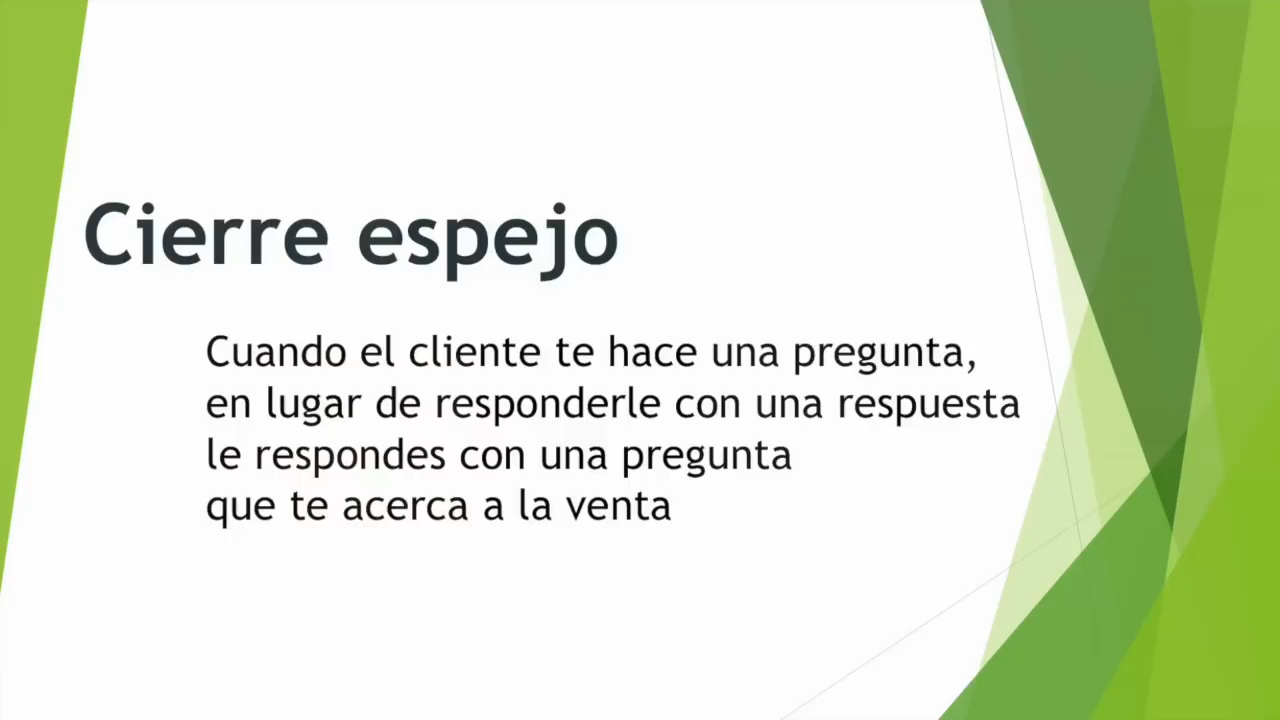 Cierre espejo
Cuando el cliente te hace una pregunta,
en lugar de responderle con una respuesta
le respondes con una pregunta
que te acerca a la venta